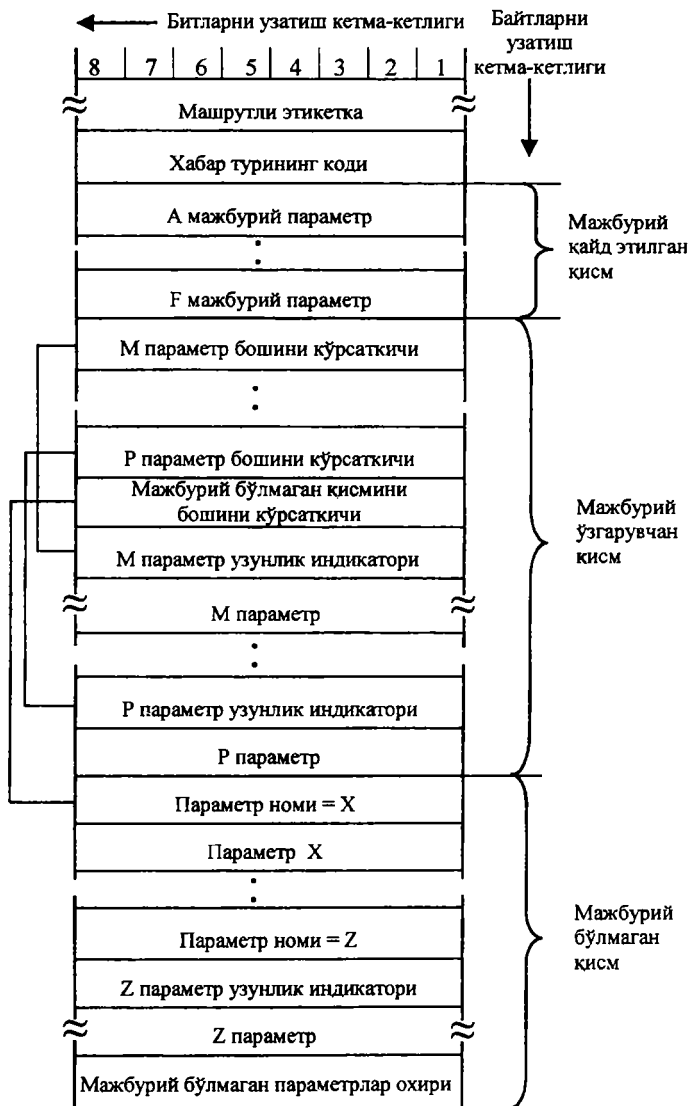 Битларни узатиш кетма-кетлиги
Байтларни
узатиш
кетма-кетлиги
8 7 6 5 4 3 2 1
Машрутли этикетка
Хабар турининг коди
А мажбурий параметр
F мажбурий параметр
Мажбурий
қайд этилган
қисм
М параметр бошини кўрсаткичи
Р параметр бошини кўрсаткичи
Мажбурий бўлмаган қисмини
бошини кўрсаткичи
М параметр узунлик индикатори
М параметр
Р параметр узунлик индикатори
Р параметр
Мажбурий
ўзгарувчан
қисм
Параметр номи = X
Параметр X
Параметр номи = Z
Z параметр узунлик индикатори
Z параметр
Мажбурий бўлмаган параметрлар охири
Мажбурий
бўлмаган
қисм